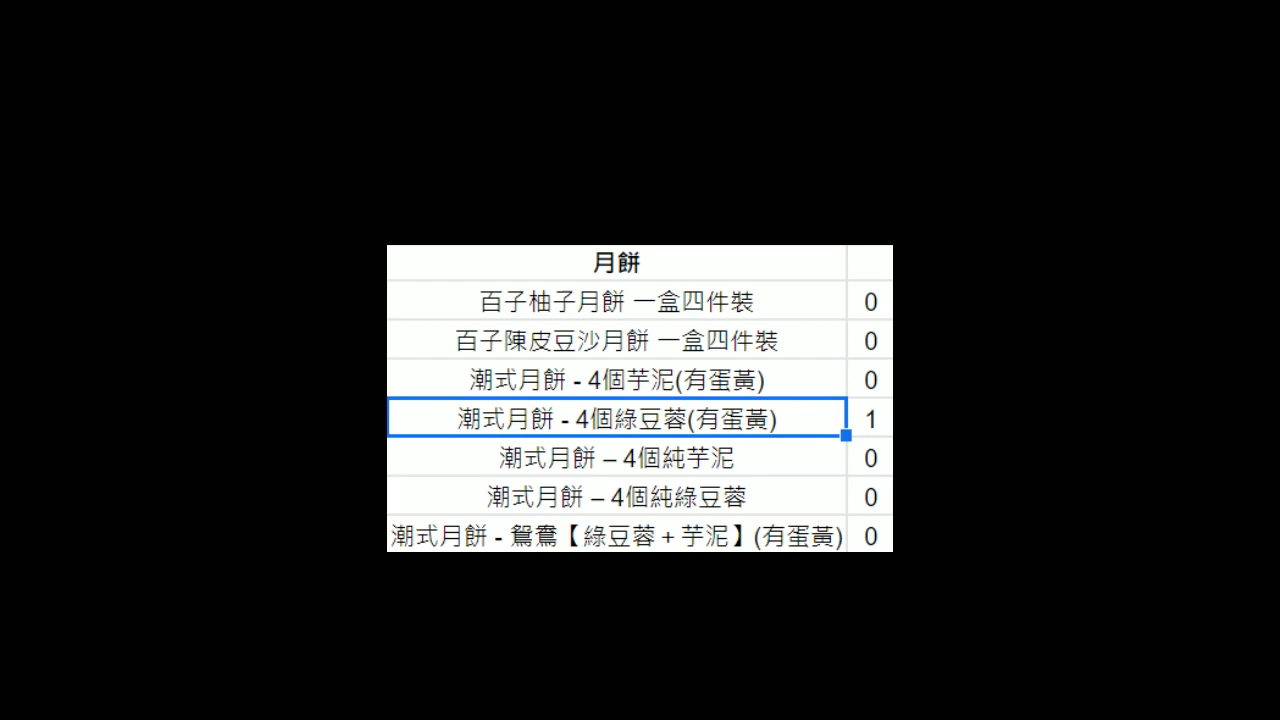 月餅
百子柚子月餅 一盒四件裝 0
百子陳皮豆沙月餅 一盒四件裝 0
潮式月餅 - 4個芋泥(有蛋黃) 0
潮式月餅 - 4個綠豆蓉(有蛋黃) 1
潮式月餅 – 4個純芋泥 0
潮式月餅 – 4個純綠豆蓉 0
潮式月餅 - 鴛鴦【綠豆蓉 + 芋泥】(有蛋黃) 0